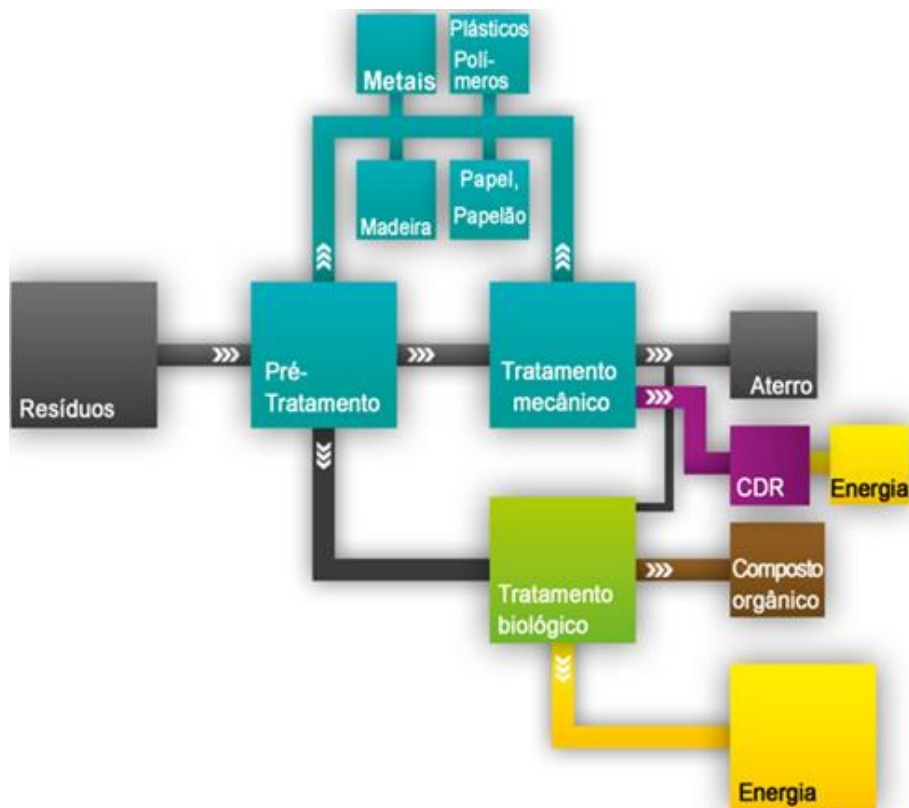 Metais
Plásticos
Polí-
meros
Madeira
Papel,
Papelão
Resíduos
Pré-
Tratamento
Tratamento
mecânico
Aterro
CDR
Energia
Tratamento
biológico
Composto
orgânico
Energia